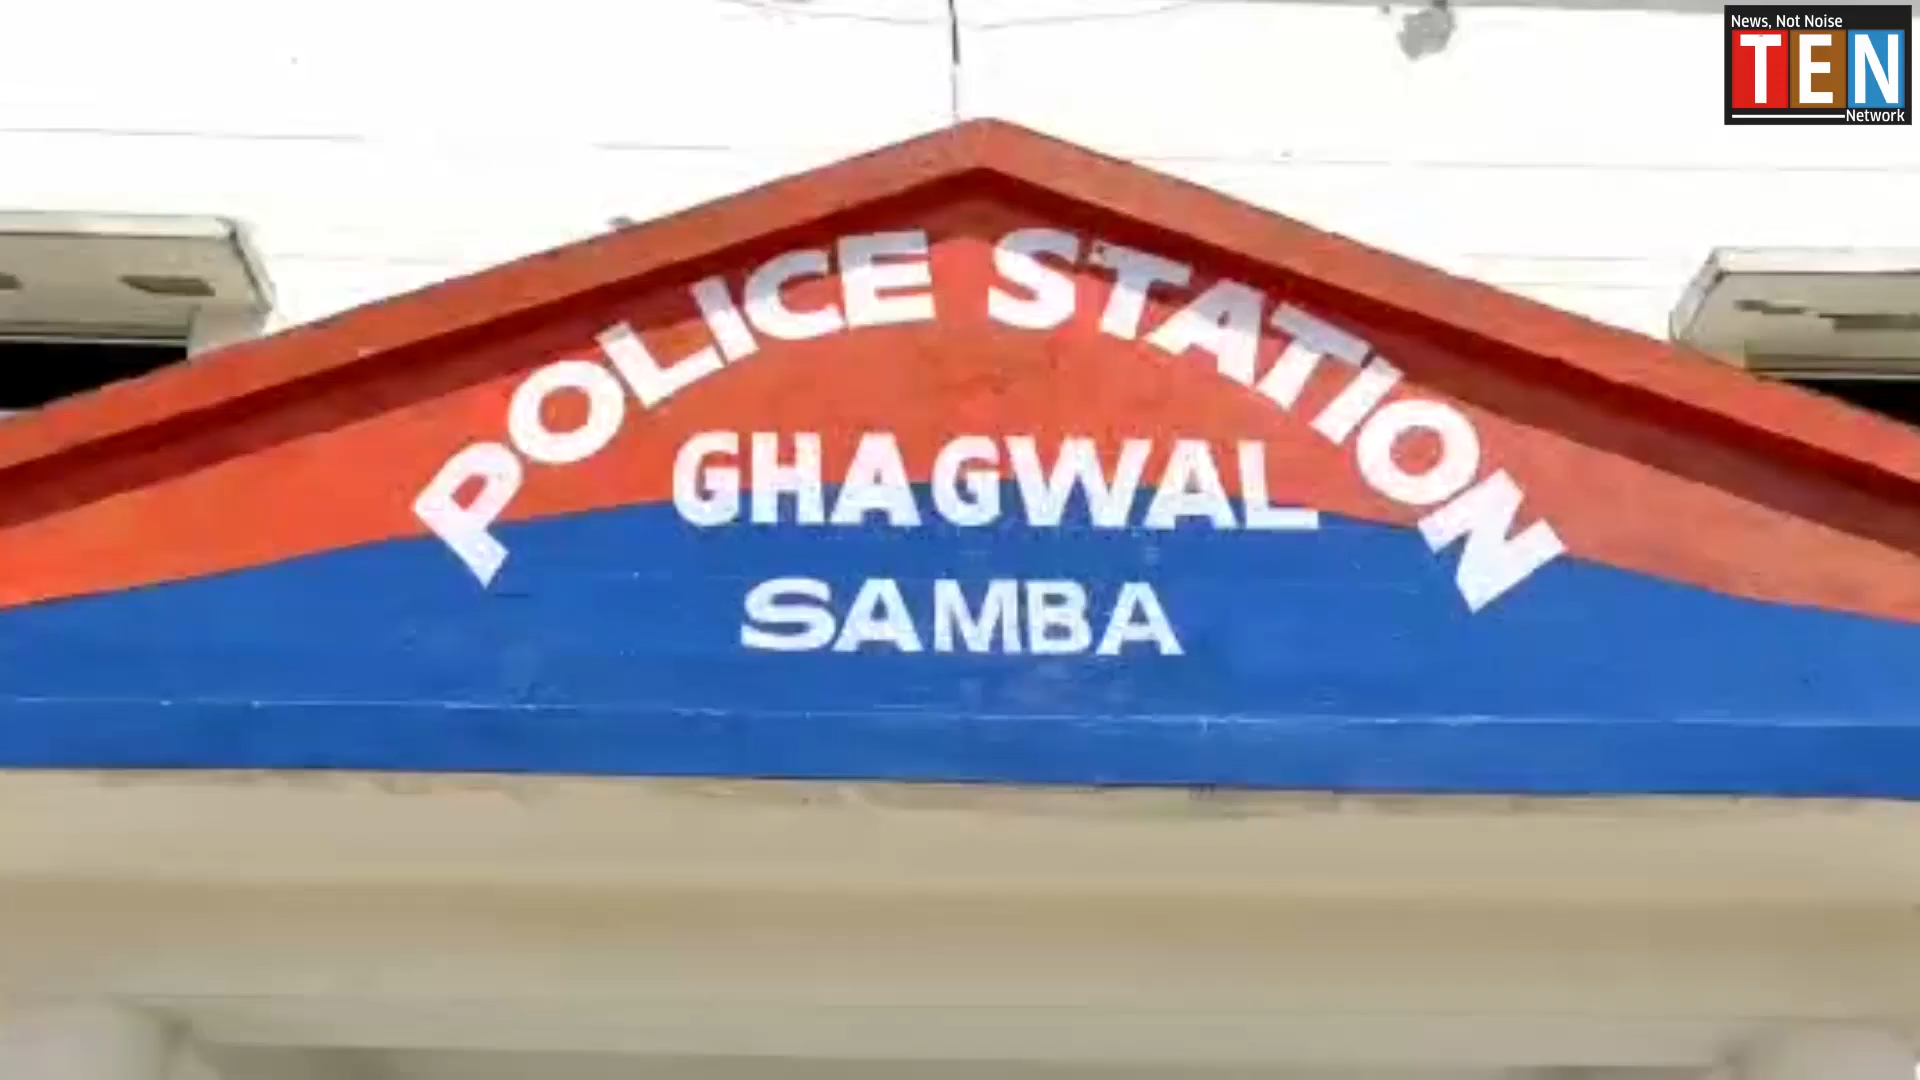 News, Not Noise
TEN
Network
POLICE STATION
GHAGWAL
SAMBA